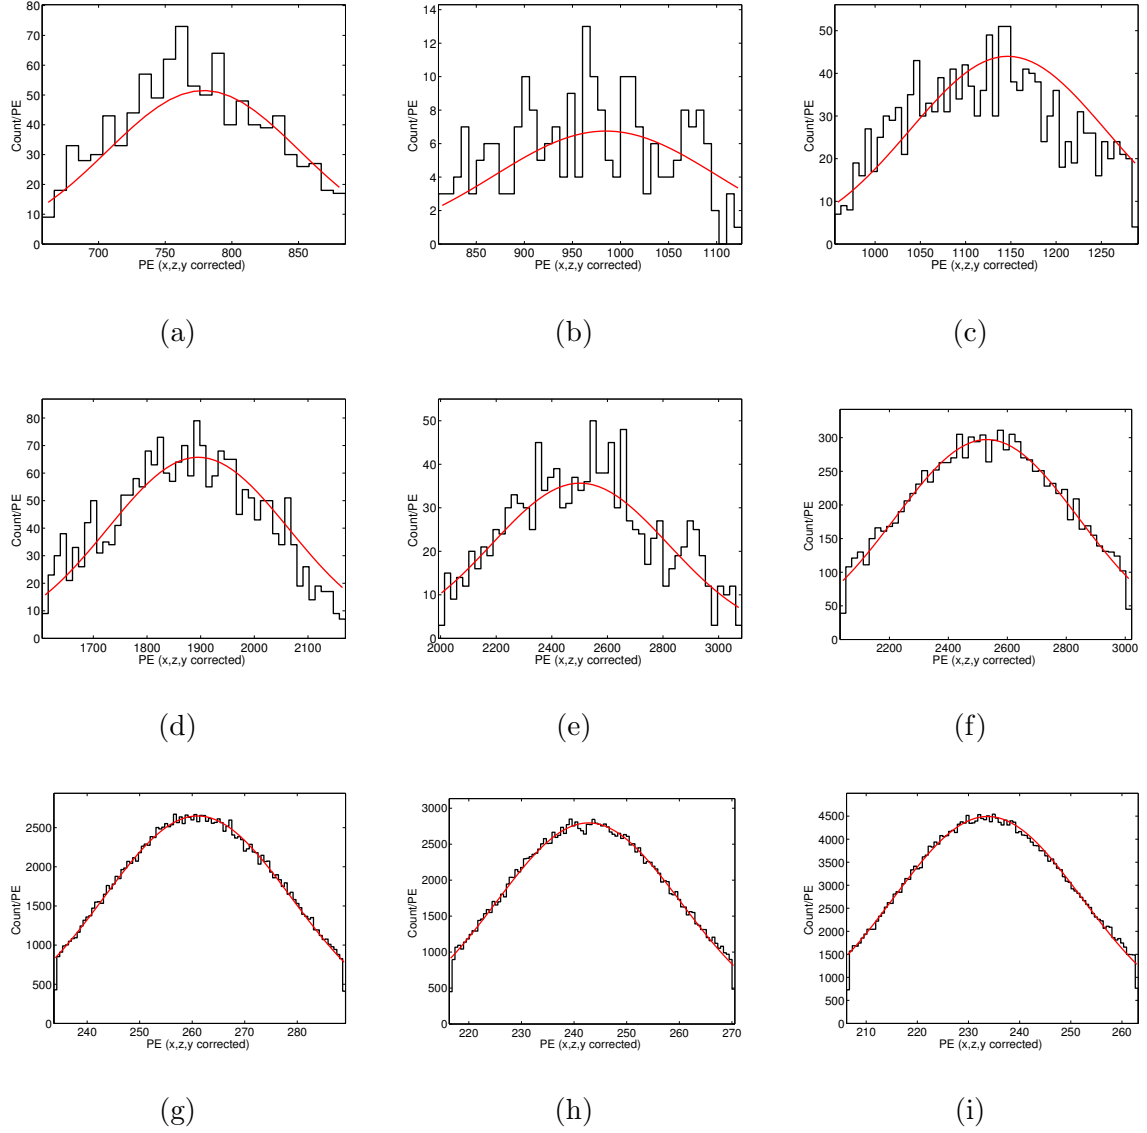 80
70
60
50
40
30
20
10
0
Count/PE
700 750 800 850
PE (x,z,y corrected)
(a)
14
12
10
8
6
4
2
0
Count/PE
850 900 950 1000 1050 1100
PE (x,z,y corrected)
(b)
50
40
30
20
10
0
Count/PE
1000 1050 1100 1150 1200 1250
PE (x,z,y corrected)
(c)
80
70
60
50
40
30
20
10
0
Count/PE
1700 1800 1900 2000 2100
PE (x,z,y corrected)
(d)
50
40
30
20
10
0
Count/PE
2000 2200 2400 2600 2800 3000
PE (x,z,y corrected)
(e)
300
250
200
150
100
50
0
Count/PE
2200 2400 2600 2800 3000
PE (x,z,y corrected)
(f)
2500
2000
1500
1000
500
0
Count/PE
240 250 260 270 280
PE (x,z,y corrected)
(g)
3000
2500
2000
1500
1000
500
0
Count/PE
220 230 240 250 260 270
PE (x,z,y corrected)
(h)
4500
4000
3500
3000
2500
2000
1500
1000
500
0
Count/PE
210 220 230 240 250 260
PE (x,z,y corrected)
(i)